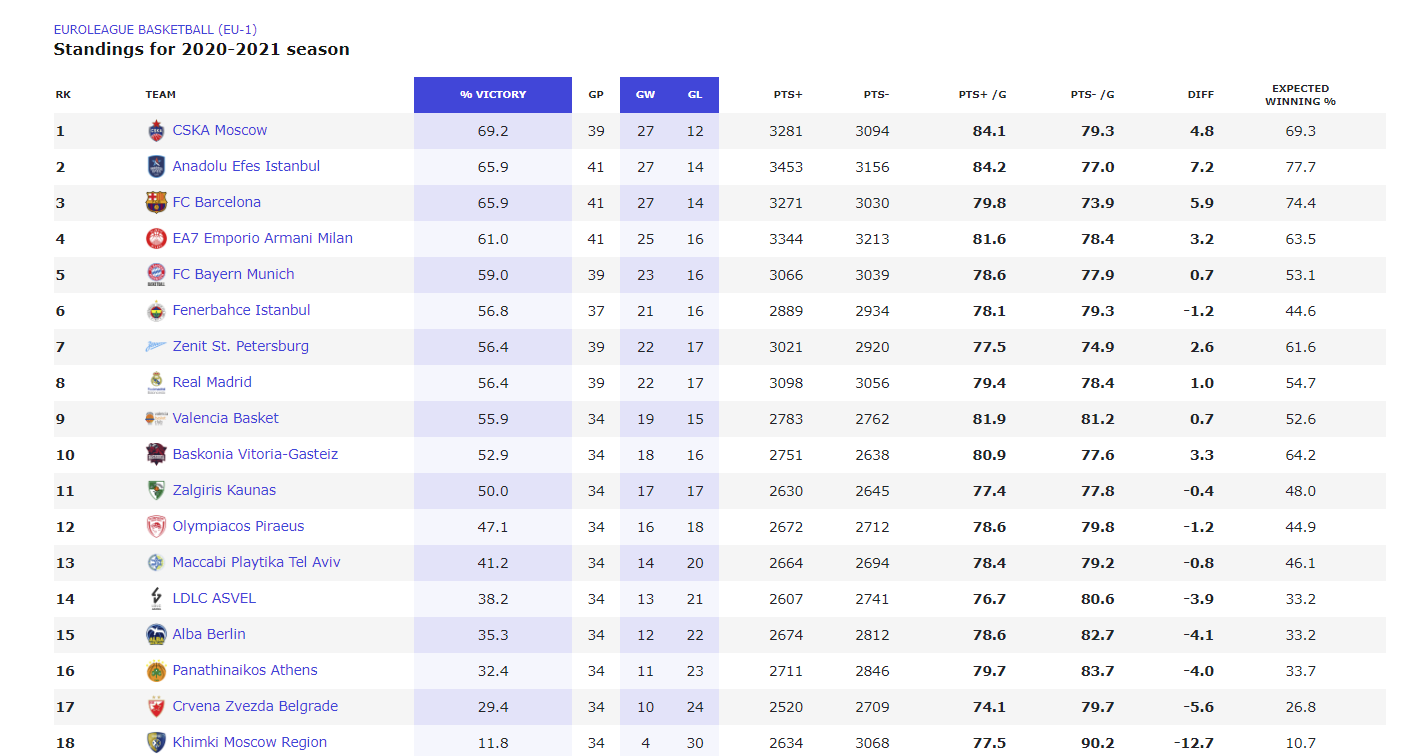 EUROLEAGUE BASKETBALL (EU-1)
Standings for 2020-2021 season
RK TEAM % VICTORY GP GW GL PTS+ PTS- PTS+ /G PTS- /G DIFF EXPECTED WINNING %
1 CSKA Moscow 69.2 39 27 12 3281 3094 84.1 79.3 4.8 69.3
2 Anadolu Efes Istanbul 65.9 41 27 14 3453 3156 84.2 77.0 7.2 77.7
3 FC Barcelona 65.9 41 27 14 3271 3030 79.8 73.9 5.9 74.4
4 EA7 Emporio Armani Milan 61.0 41 25 16 3344 3213 81.6 78.4 3.2 63.5
5 FC Bayern Munich 59.0 39 23 16 3066 3039 78.6 77.9 0.7 53.1
6 Fenerbahce Istanbul 56.8 37 21 16 2889 2934 78.1 79.3 -1.2 44.6
7 Zenit St. Petersburg 56.4 39 22 17 3021 2920 77.5 74.9 2.6 61.6
8 Real Madrid 56.4 39 22 17 3098 3056 79.4 78.4 1.0 54.7
9 Valencia Basket 55.9 34 19 15 2783 2762 81.9 81.2 0.7 52.6
10 Baskonia Vitoria-Gasteiz 52.9 34 18 16 2751 2638 80.9 77.6 3.3 64.2
11 Zalgiris Kaunas 50.0 34 17 17 2630 2645 77.4 77.8 -0.4 48.0
12 Olympiacos Piraeus 47.1 34 16 18 2672 2712 78.6 79.8 -1.2 44.9
13 Maccabi Playtika Tel Aviv 41.2 34 14 20 2664 2694 78.4 79.2 -0.8 46.1
14 LDLC ASVEL 38.2 34 13 21 2607 2741 76.7 80.6 -3.9 33.2
15 Alba Berlin 35.3 34 12 22 2674 2812 78.6 82.7 -4.1 33.2
16 Panathinaikos Athens 32.4 34 11 23 2711 2846 79.7 83.7 -4.0 33.7
17 Crvena Zvezda Belgrade 29.4 34 10 24 2520 2709 74.1 79.7 -5.6 26.8
18 Khimki Moscow Region 11.8 34 4 30 2634 3068 77.5 90.2 -12.7 10.7